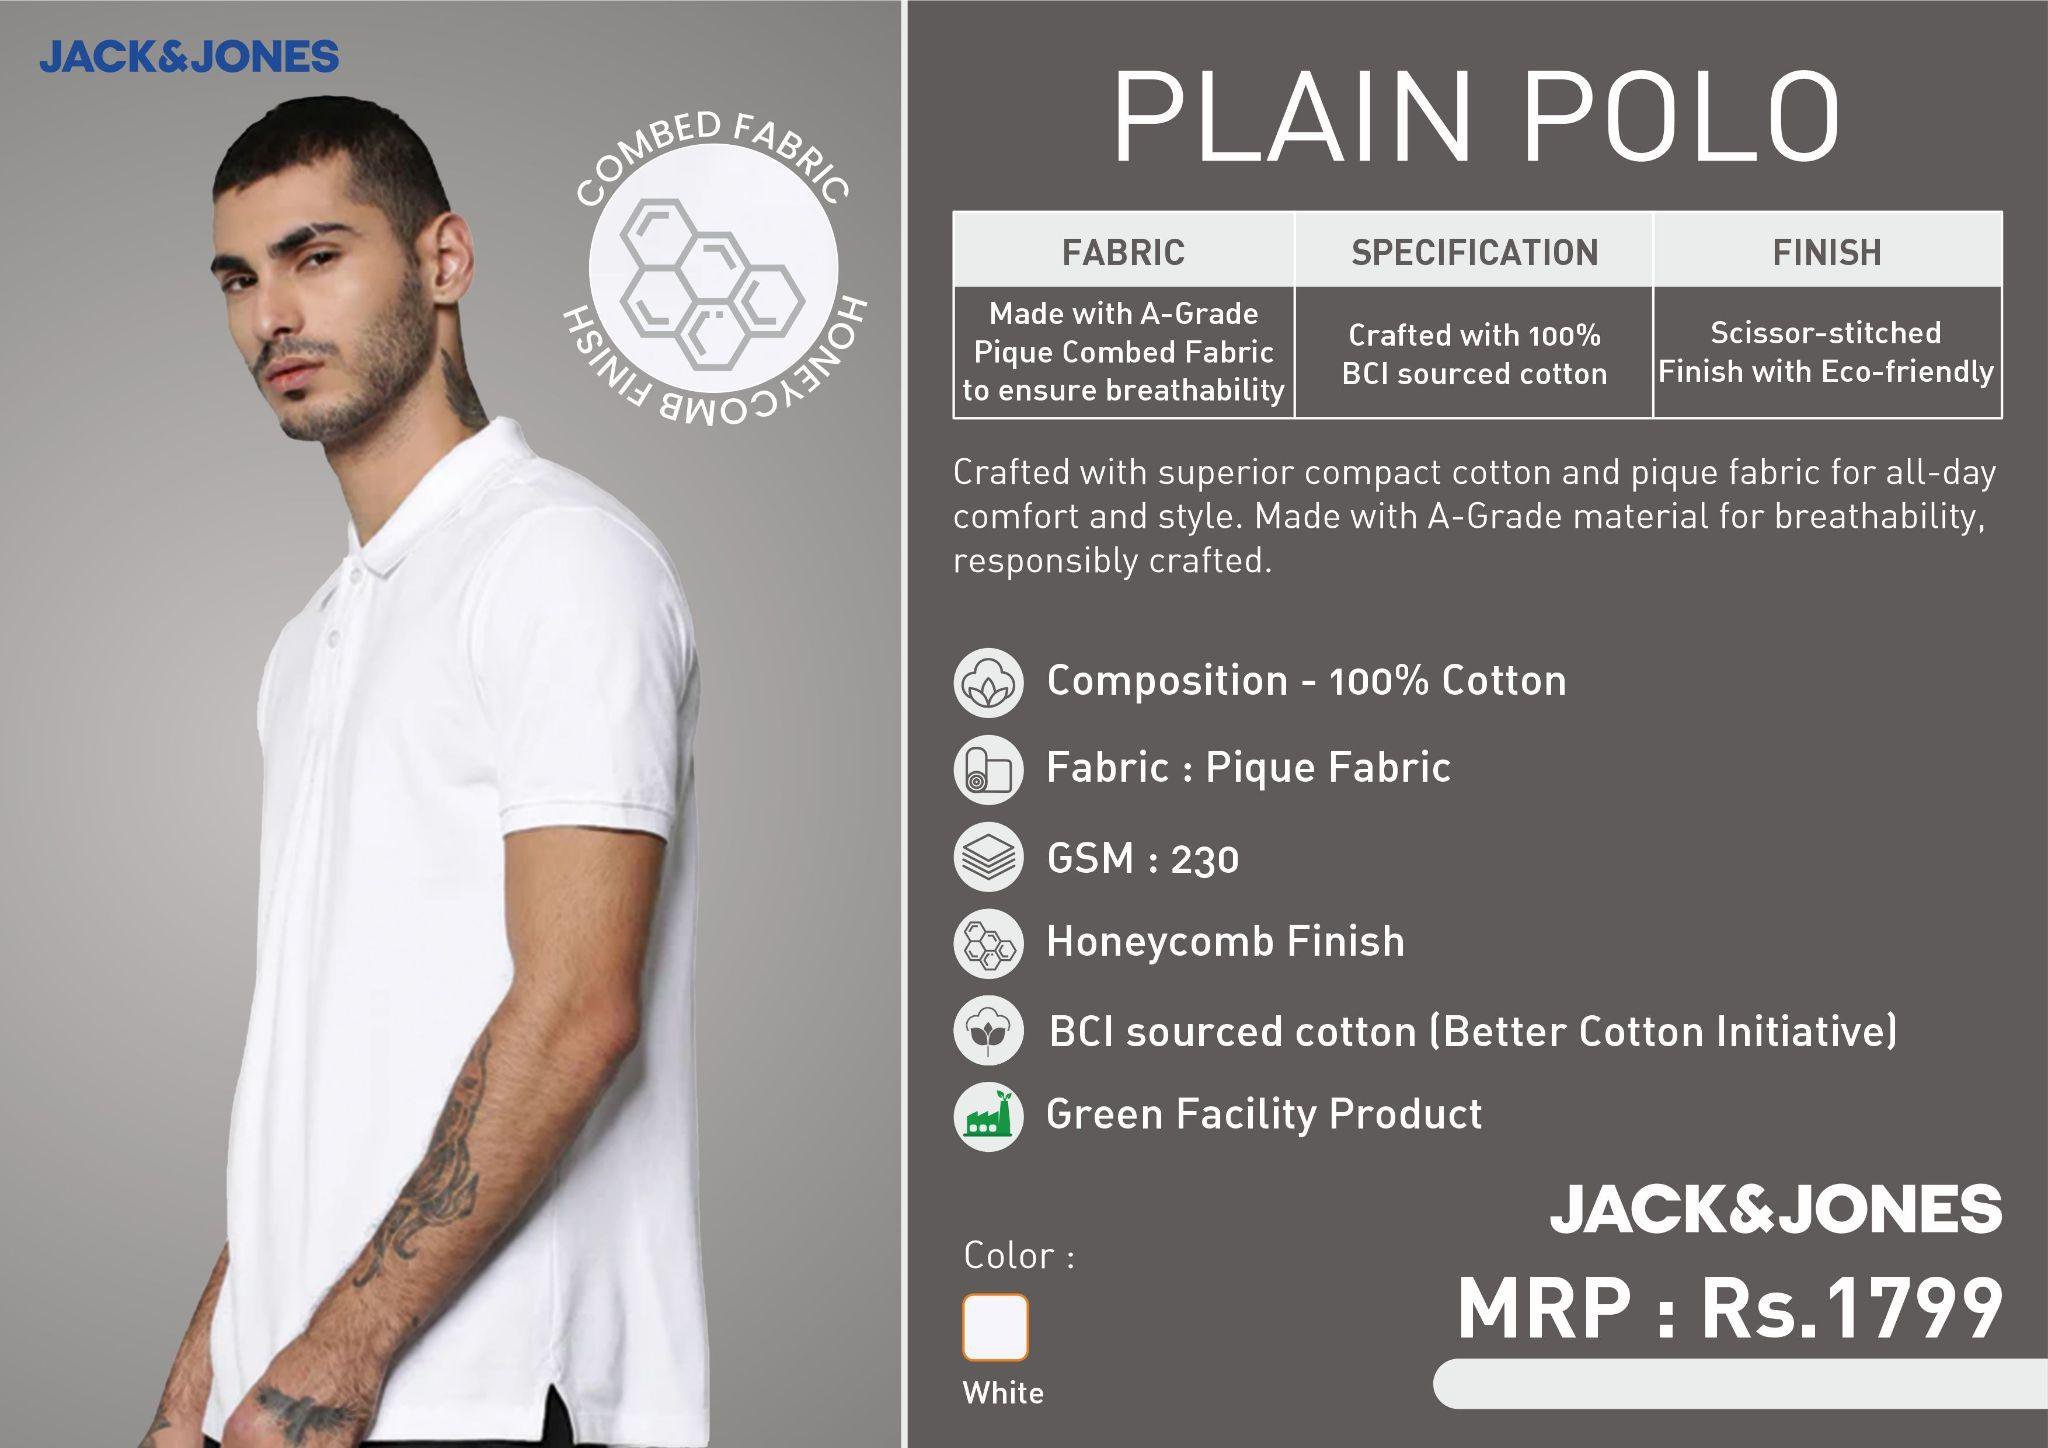 JACK&JONES
COMBED FABRIC
HONEYCOMB FINISH
PLAIN POLO
FABRIC
Made with A-Grade
Pique Combed Fabric
to ensure breathability
SPECIFICATION
Crafted with 100%
BCI sourced cotton
FINISH
Scissor-stitched
Finish with Eco-friendly
Crafted with superior compact cotton and pique fabric for all-day
comfort and style. Made with A-Grade material for breathability,
responsibly crafted.
Composition - 100% Cotton
Fabric : Pique Fabric
GSM : 230
Honeycomb Finish
BCI sourced cotton (Better Cotton Initiative)
Green Facility Product
Color :
White
JACK&JONES
MRP : Rs.1799